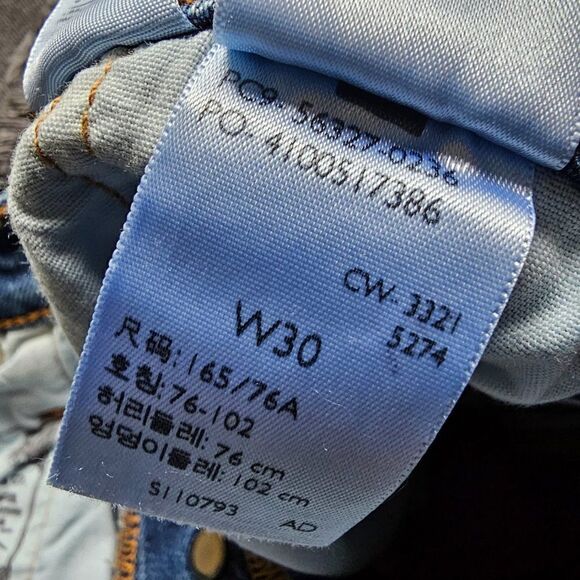 PC9- 56327-0236
PO- 4100517386
CW- 3321
5274
W30
尺码: 165/76A
호칭: 76-102
허리둘레: 76 cm
엉덩이둘레: 102 cm
5110793 AD